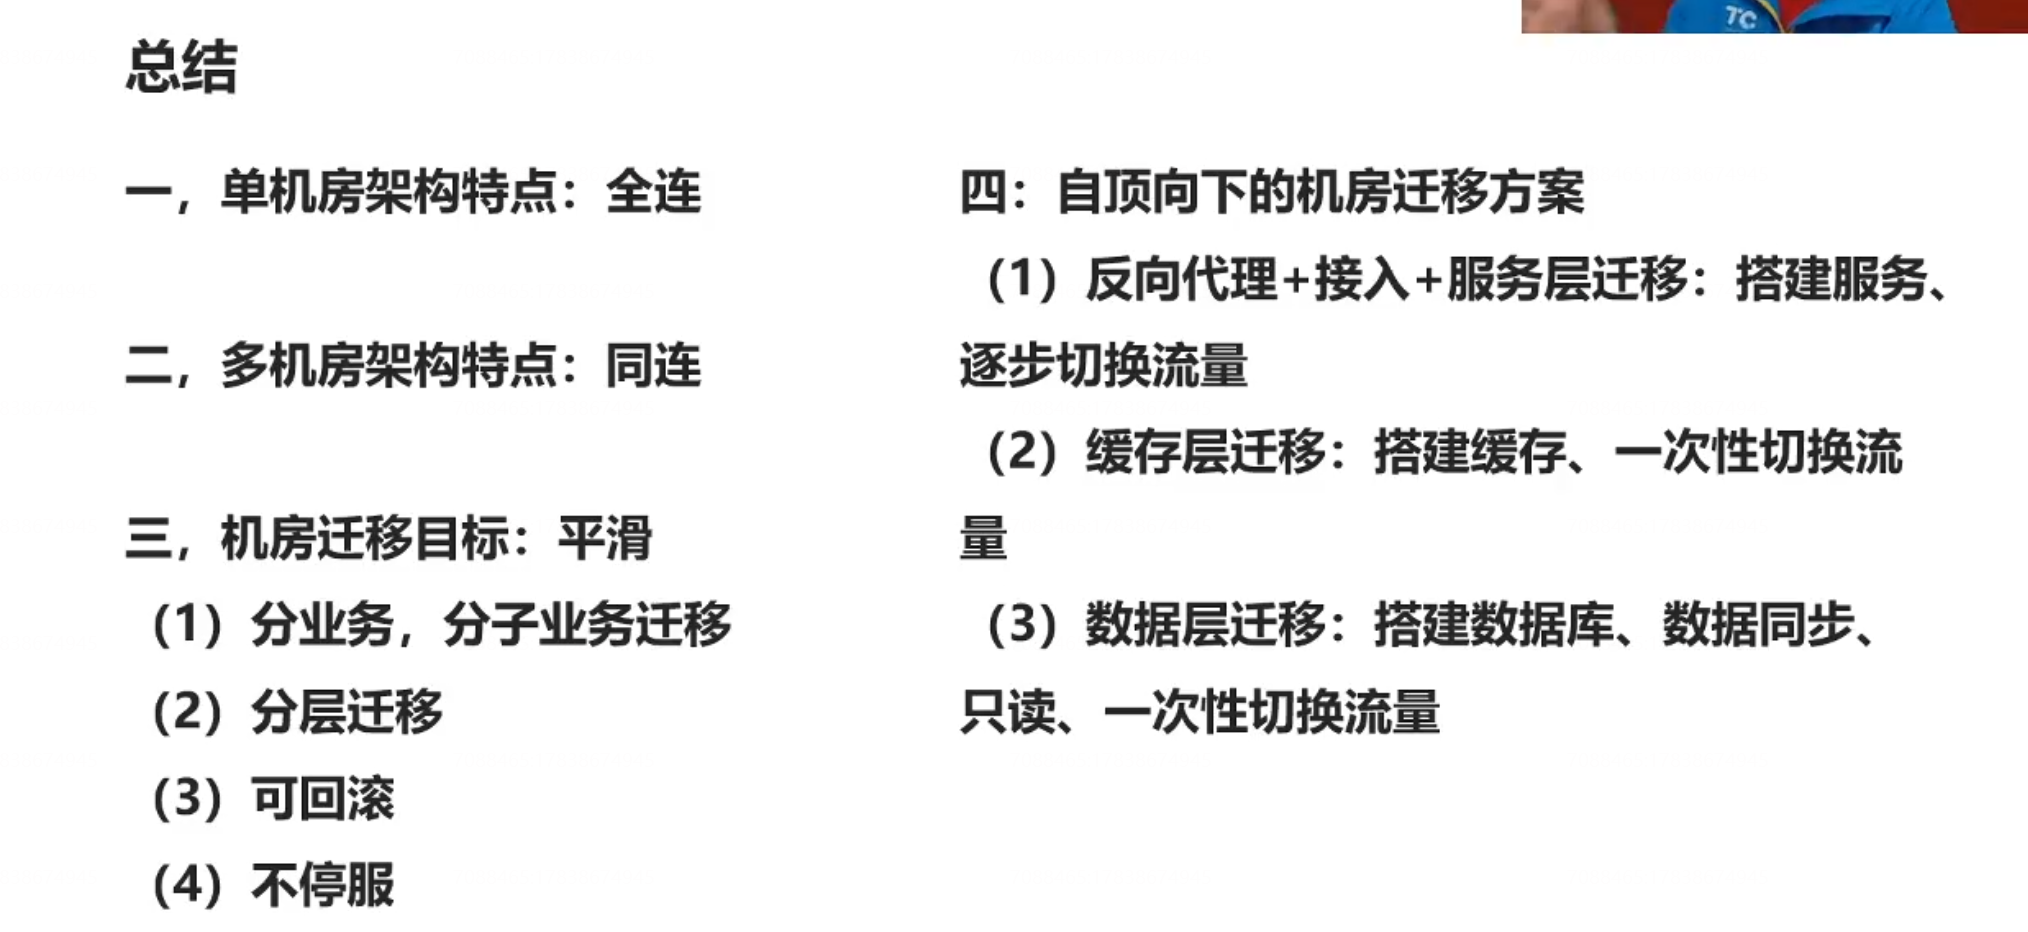 总结
一，单机房架构特点：全连
二，多机房架构特点：同连
三，机房迁移目标：平滑
（1）分业务，分子业务迁移
（2）分层迁移
（3）可回滚
（4）不停服
四：自顶向下的机房迁移方案
（1）反向代理+接入+服务层迁移：搭建服务、
逐步切换流量
（2）缓存层迁移：搭建缓存、一次性切换流
量
（3）数据层迁移：搭建数据库、数据同步、
只读、一次性切换流量
TC